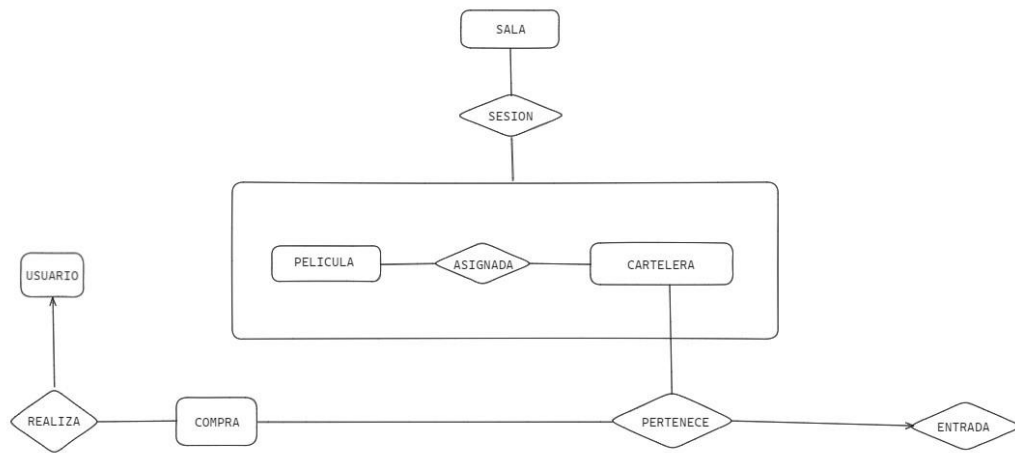 SALA
SESION
PELICULA
ASIGNADA
CARTELERA
USUARIO
REALIZA
COMPRA
PERTENECE
ENTRADA